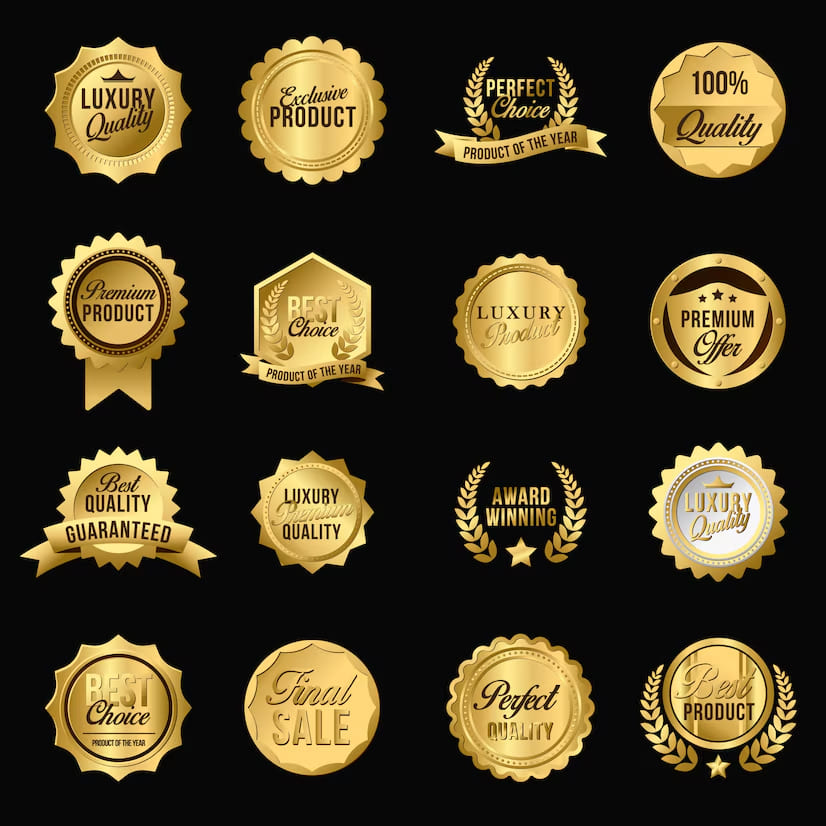 LUXURY
Quality
Exclusive
PRODUCT
PERFECT
Choice
PRODUCT OF THE YEAR
100%
Quality
Premium
PRODUCT
BEST
Choice
PRODUCT OF THE YEAR
LUXURY
Product
PREMIUM
Offer
Best
QUALITY
GUARANTEED
LUXURY
Premium
QUALITY
AWARD
WINNING
LUXURY
Quality
BEST
Choice
PRODUCT OF THE YEAR
Final
SALE
Perfect
QUALITY
Best
PRODUCT